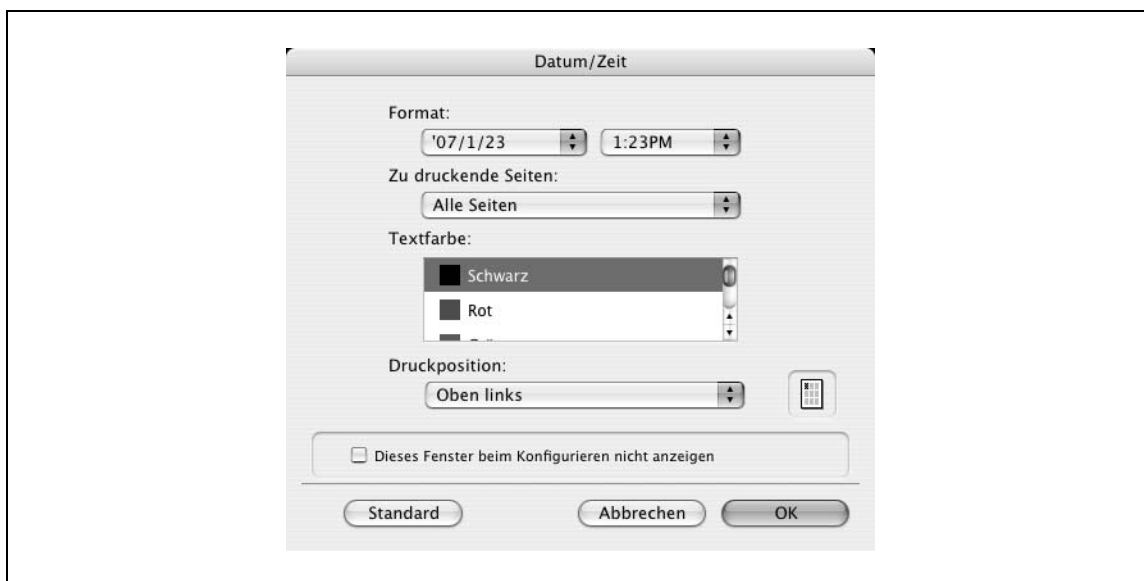 Datum/Zeit
Format:
'07/1/23 1:23PM
Zu druckende Seiten:
Alle Seiten
Textfarbe:
Schwarz
Rot
Druckposition:
Oben links
Dieses Fenster beim Konfigurieren nicht anzeigen
Standard Abbrechen OK